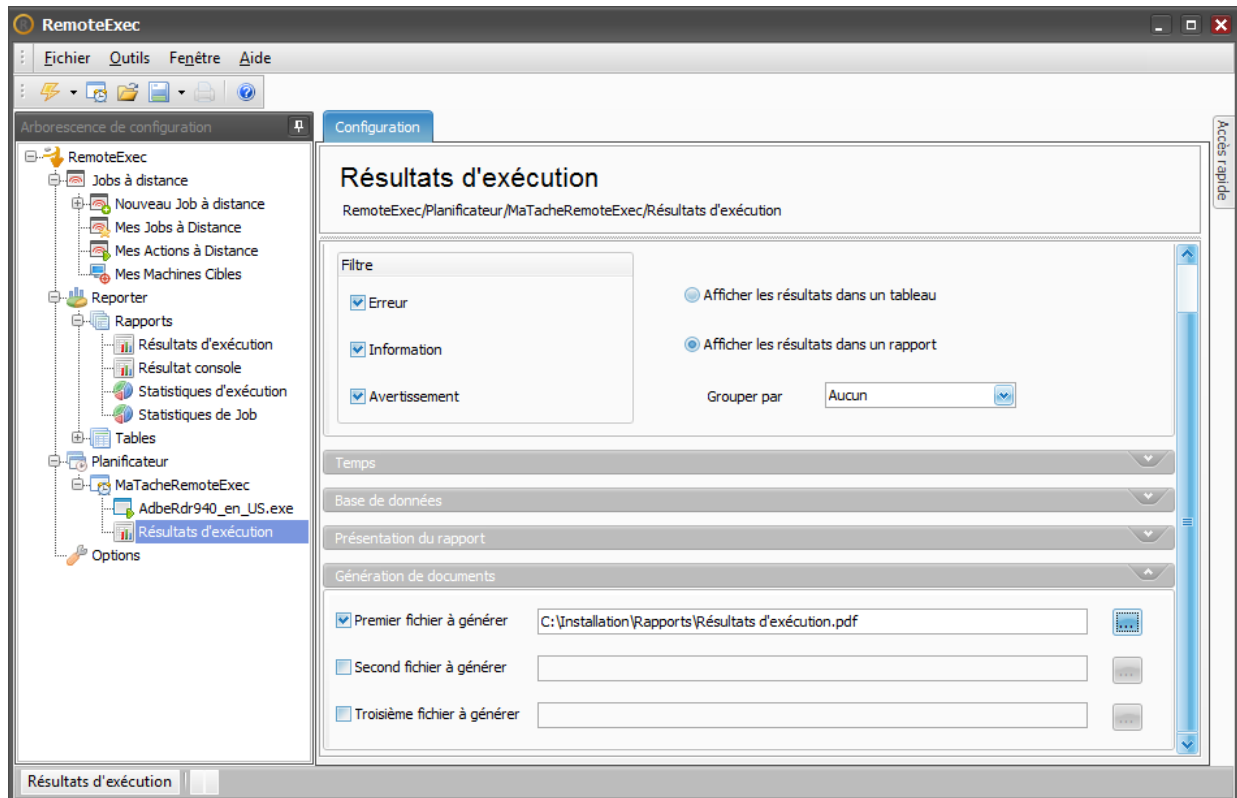 RemoteExec
Fichier Outils Fenêtre Aide
Arborescence de configuration
RemoteExec
Jobs à distance
Nouveau Job à distance
Mes Jobs à Distance
Mes Actions à Distance
Mes Machines Cibles
Reporter
Rapports
Résultats d'exécution
Résultat console
Statistiques d'exécution
Statistiques de Job
Tables
Planificateur
MaTacheRemoteExec
AdbeRdr940_en_US.exe
Résultats d'exécution
Options
Configuration
Résultats d'exécution
RemoteExec/Planificateur/MaTacheRemoteExec/Résultats d'exécution
Filtre
Erreur
Information
Avertissement
Afficher les résultats dans un tableau
Afficher les résultats dans un rapport
Grouper par Aucun
Temps
Base de données
Présentation du rapport
Génération de documents
Premier fichier à générer C:\Installation\Rapports\Résultats d'exécution.pdf ...
Second fichier à générer ...
Troisième fichier à générer ...
Accès rapide
Résultats d'exécution